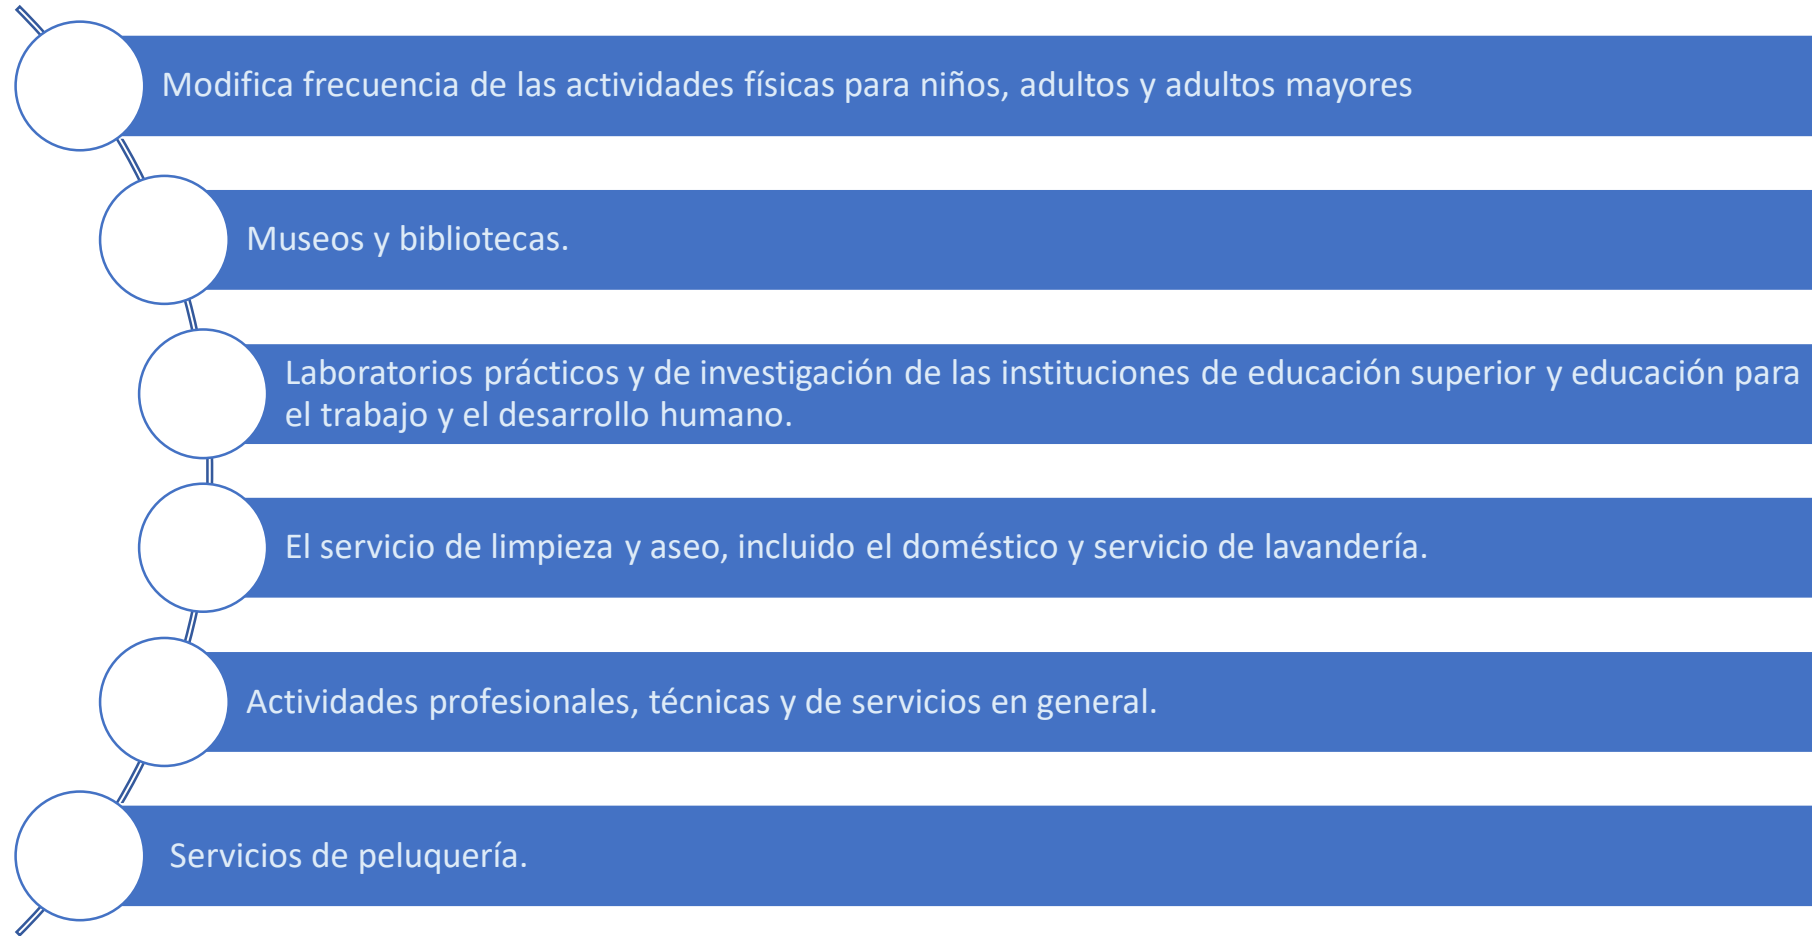 Modifica frecuencia de las actividades físicas para niños, adultos y adultos mayores
Museos y bibliotecas.
Laboratorios prácticos y de investigación de las instituciones de educación superior y educación para
el trabajo y el desarrollo humano.
El servicio de limpieza y aseo, incluido el doméstico y servicio de lavandería.
Actividades profesionales, técnicas y de servicios en general.
Servicios de peluquería.